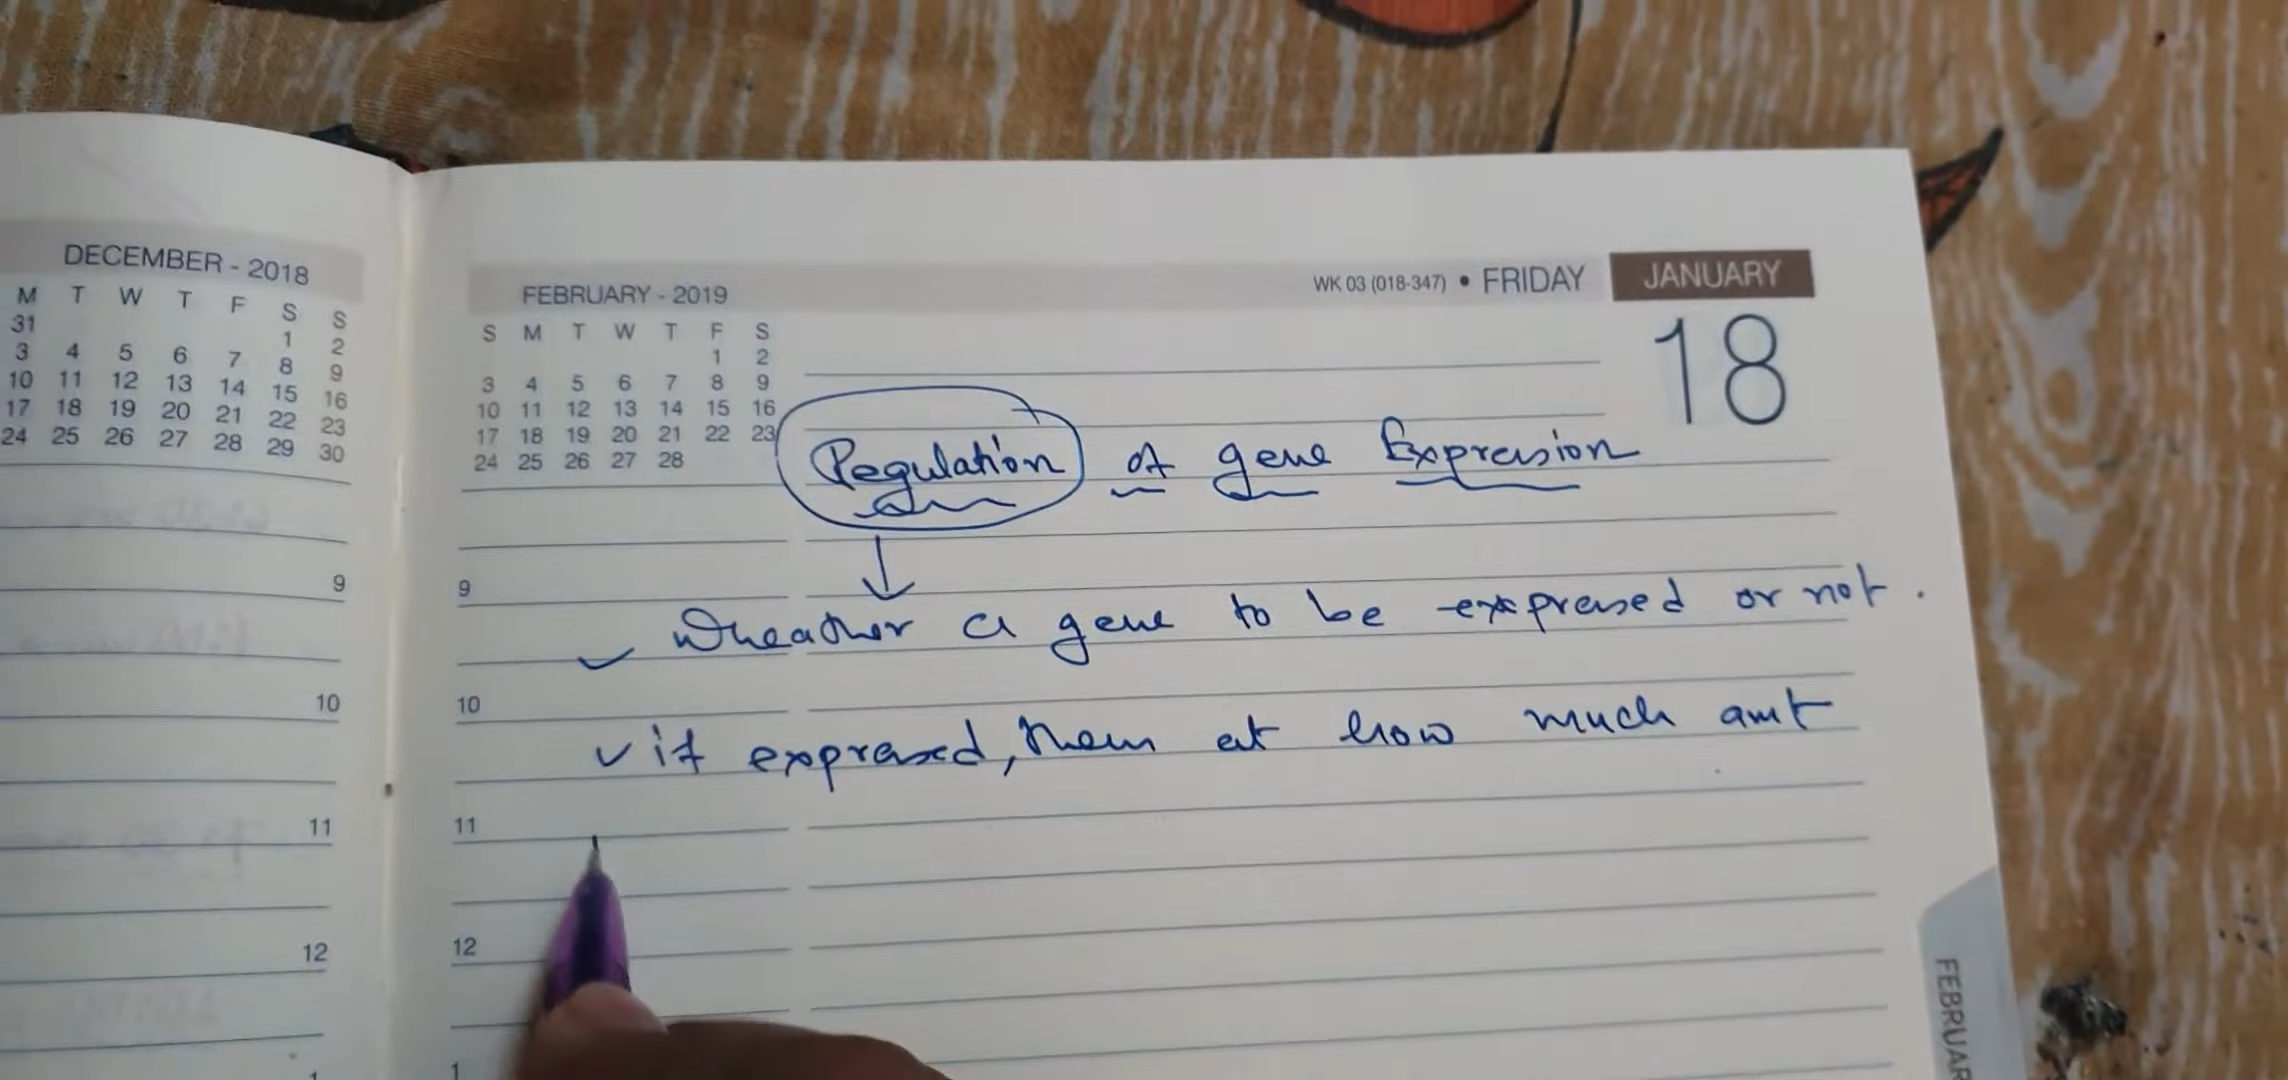 DECEMBER - 2018
M T W T F S S
31 1 2
3 4 5 6 7 8 9
10 11 12 13 14 15 16
17 18 19 20 21 22 23
24 25 26 27 28 29 30
9
10
11
12
1
FEBRUARY - 2019
S M T W T F S
1 2
3 4 5 6 7 8 9
10 11 12 13 14 15 16
17 18 19 20 21 22 23
24 25 26 27 28
WK 03 (018-347) • FRIDAY JANUARY
18
Regulation of gene Expression
9
wheather a gene to be expressed or not.
10
if expressed, then at how much amt
11
12
1
FEBRUAR